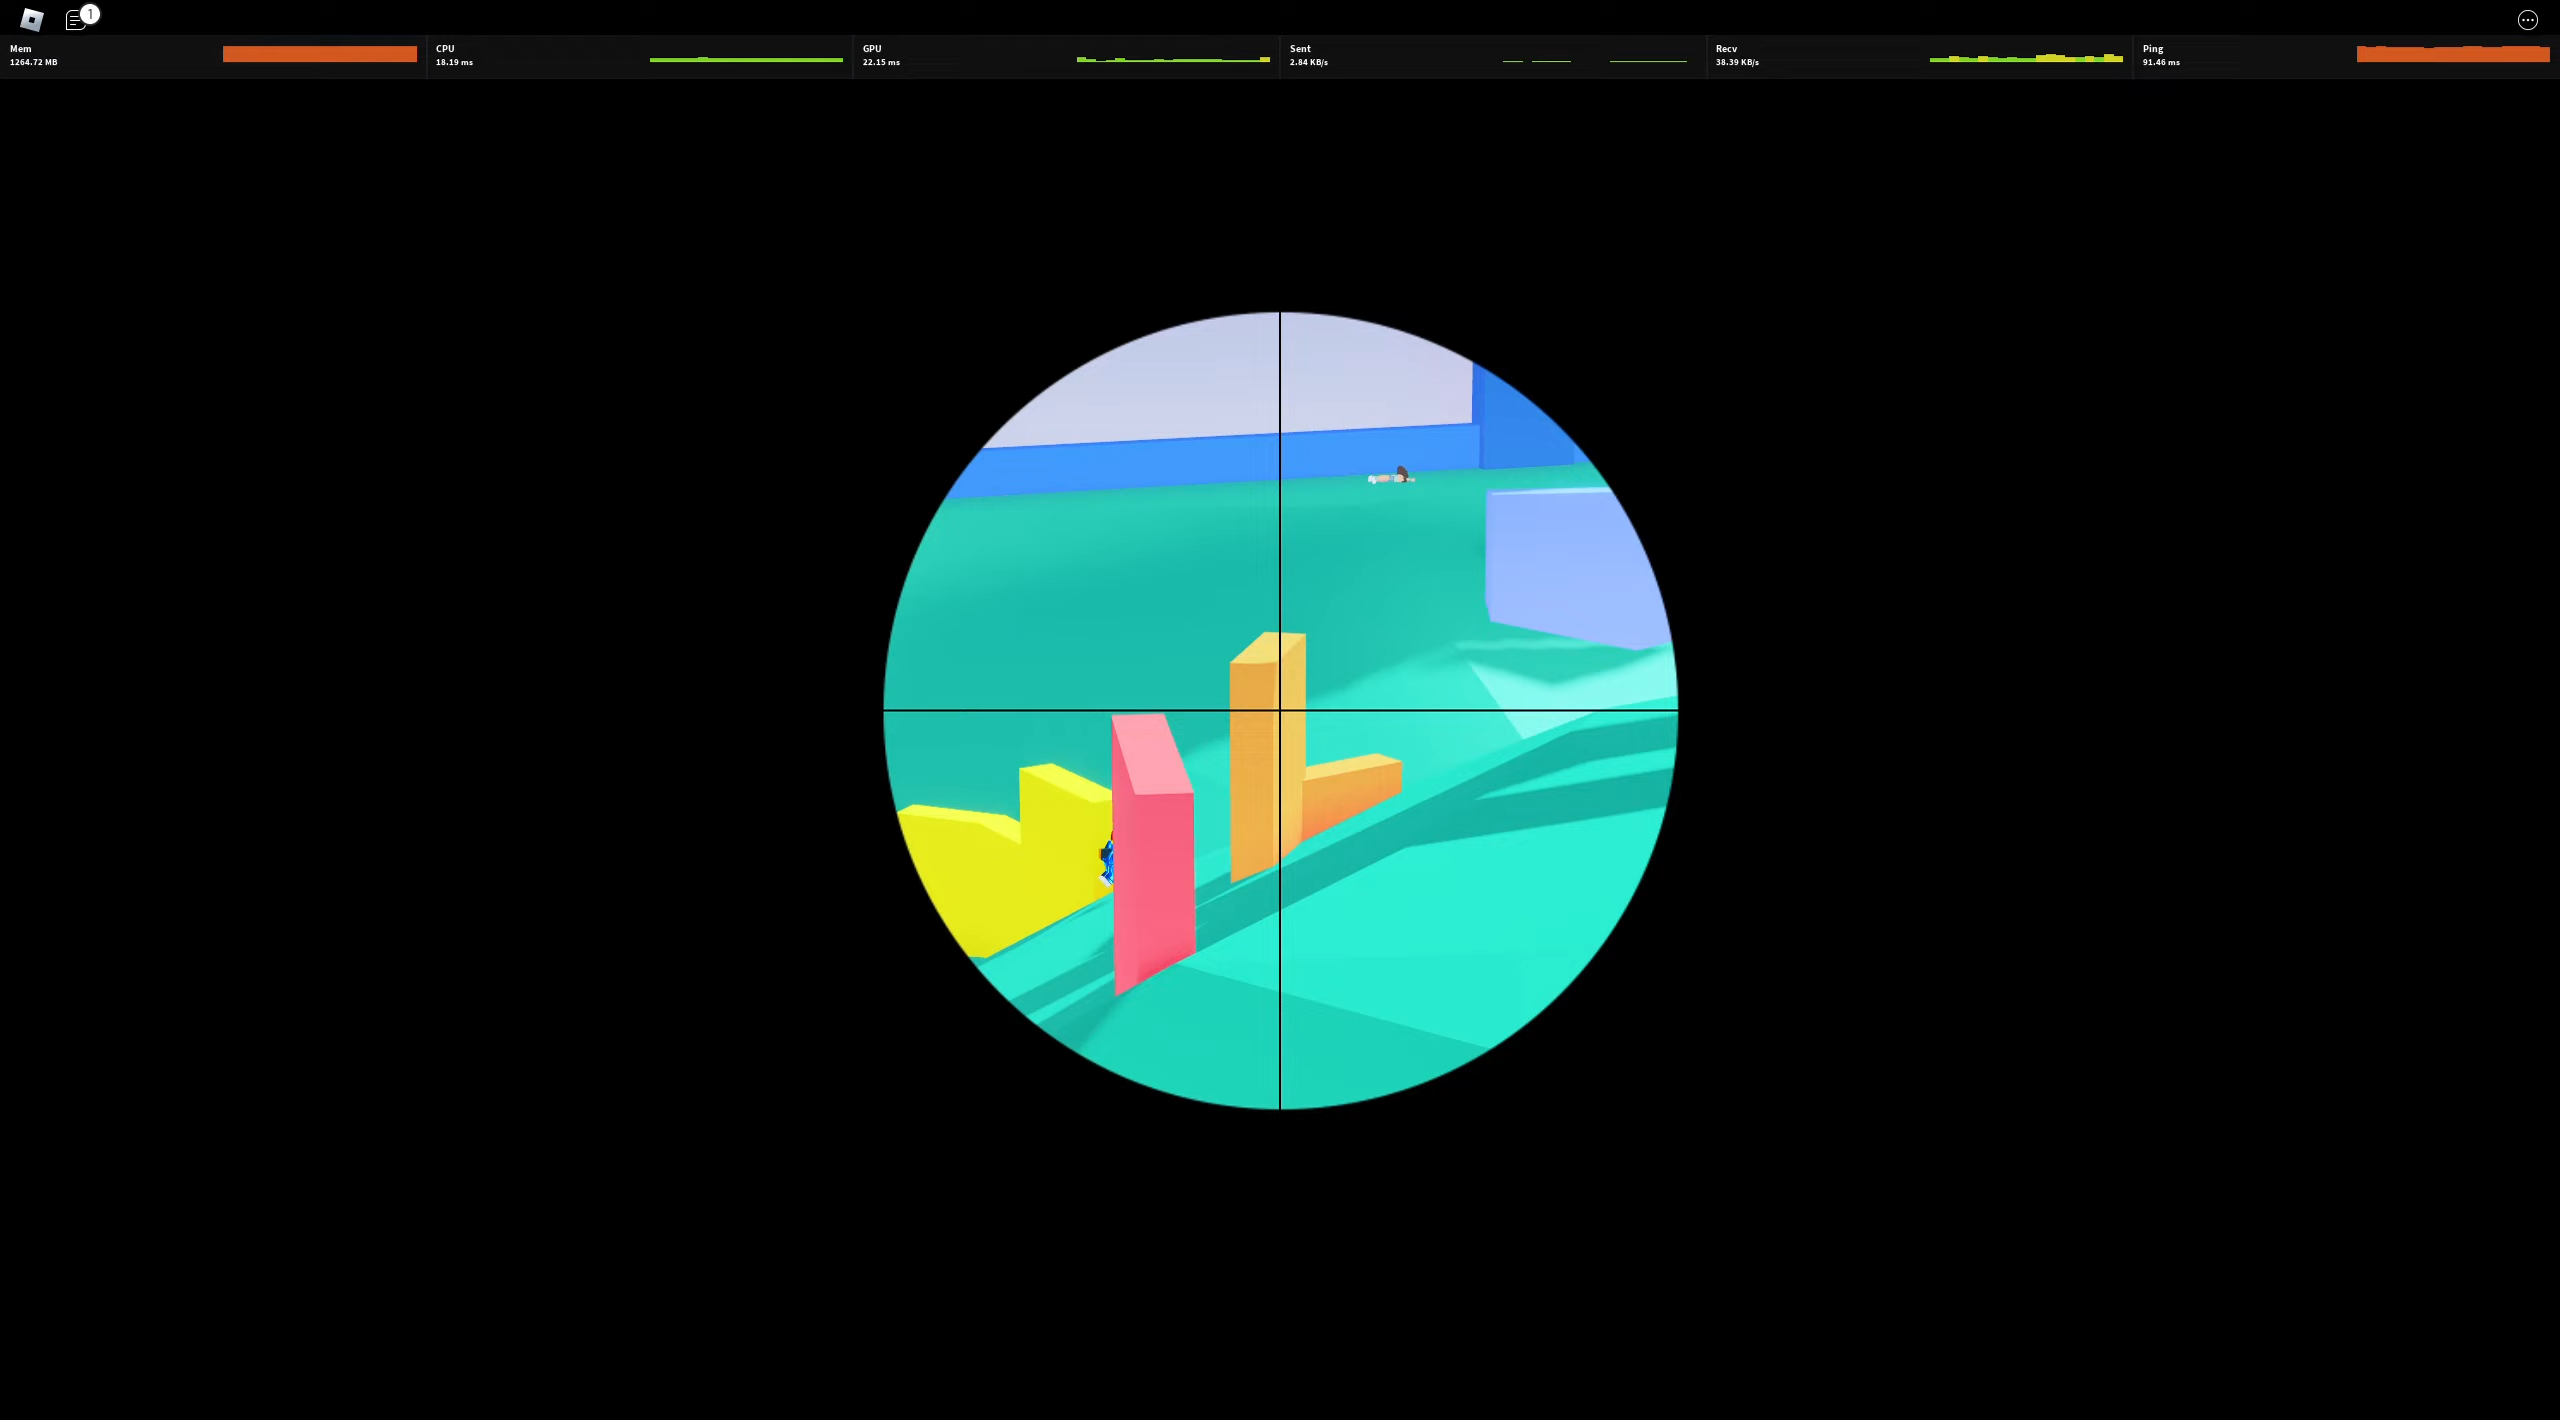 1
Mem
1264.72 MB
CPU
18.19 ms
GPU
22.15 ms
Sent
2.84 KB/s
Recv
38.39 KB/s
Ping
91.46 ms